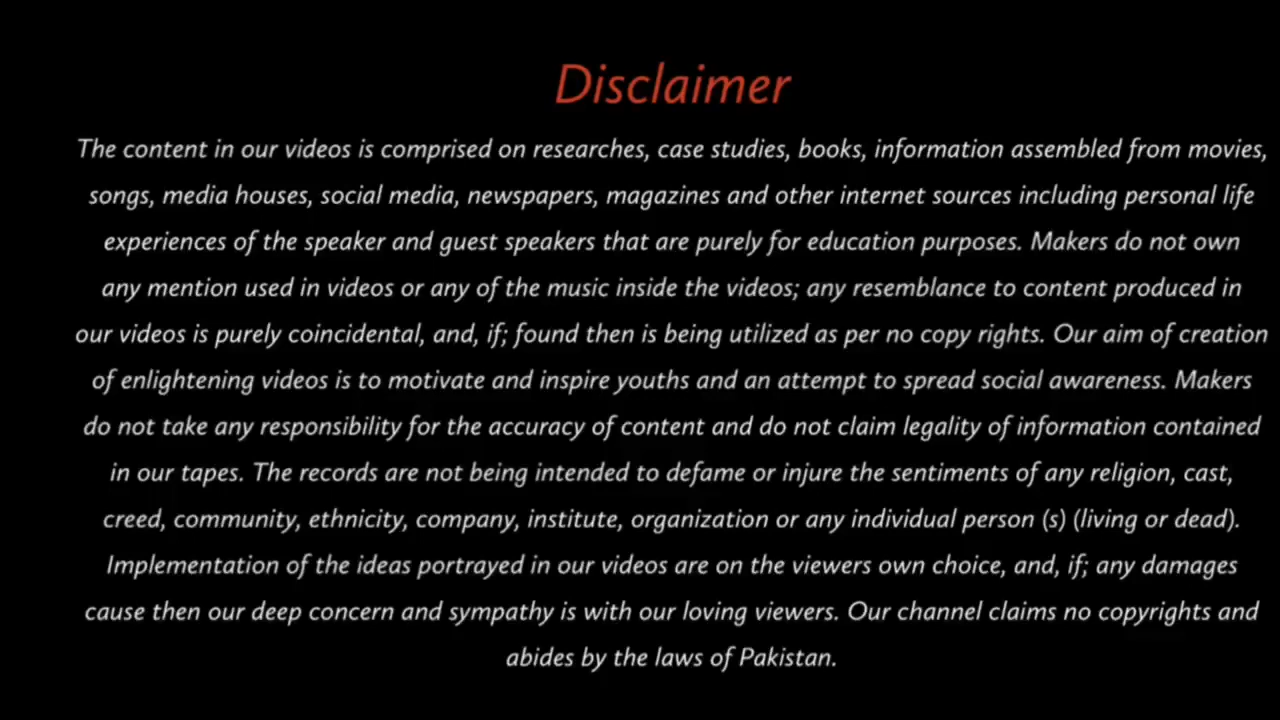 Disclaimer
The content in our videos is comprised on researches, case studies, books, information assembled from movies,
songs, media houses, social media, newspapers, magazines and other internet sources including personal life
experiences of the speaker and guest speakers that are purely for education purposes. Makers do not own
any mention used in videos or any of the music inside the videos; any resemblance to content produced in
our videos is purely coincidental, and, if; found then is being utilized as per no copy rights. Our aim of creation
of enlightening videos is to motivate and inspire youths and an attempt to spread social awareness. Makers
do not take any responsibility for the accuracy of content and do not claim legality of information contained
in our tapes. The records are not being intended to defame or injure the sentiments of any religion, cast,
creed, community, ethnicity, company, institute, organization or any individual person (s) (living or dead).
Implementation of the ideas portrayed in our videos are on the viewers own choice, and, if; any damages
cause then our deep concern and sympathy is with our loving viewers. Our channel claims no copyrights and
abides by the laws of Pakistan.